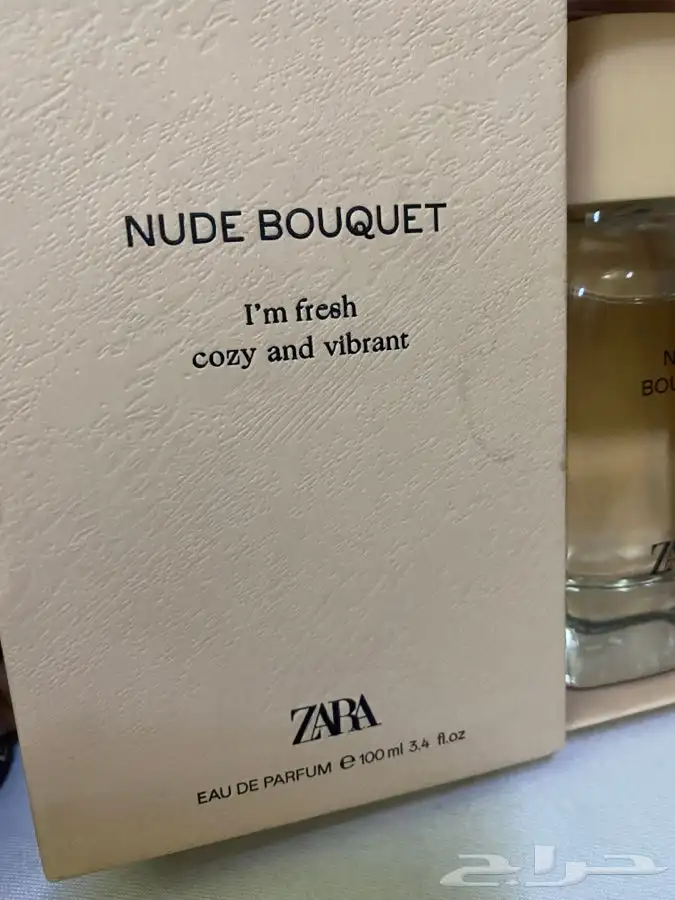 NUDE BOUQUET
I'm fresh
cozy and vibrant
ZARA
EAU DE PARFUM e 100 ml 3.4 fl.oz
حراج